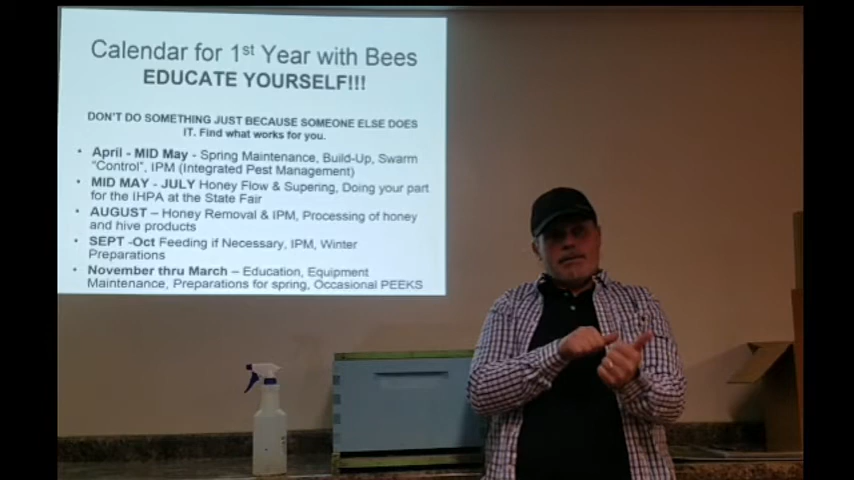 Calendar for 1st Year with Bees
EDUCATE YOURSELF!!!
DON'T DO SOMETHING JUST BECAUSE SOMEONE ELSE DOES
IT. Find what works for you.
• April - MID May - Spring Maintenance, Build-Up, Swarm
"Control", IPM (Integrated Pest Management)
• MID MAY - JULY Honey Flow & Supering, Doing your part
for the IHPA at the State Fair
• AUGUST – Honey Removal & IPM, Processing of honey
and hive products
• SEPT -Oct Feeding if Necessary, IPM, Winter
Preparations
• November thru March – Education, Equipment
Maintenance, Preparations for spring, Occasional PEEKS